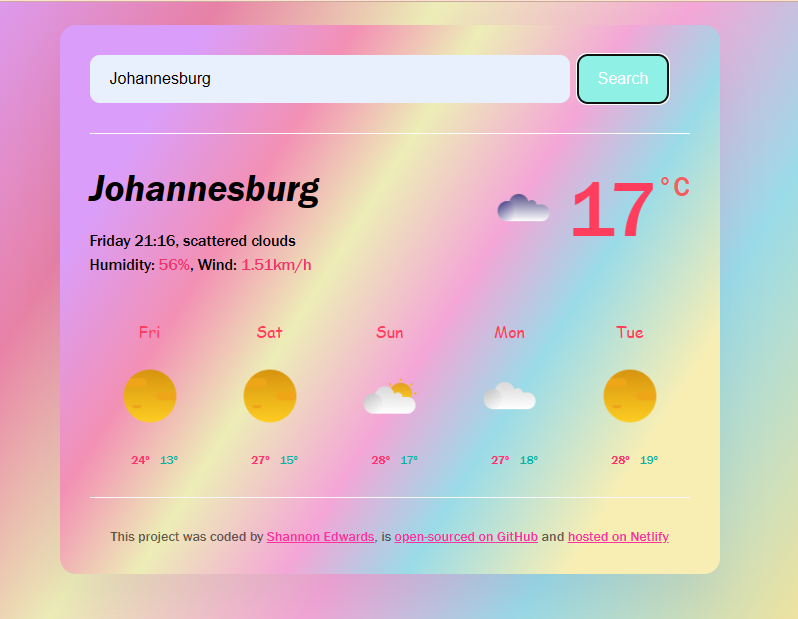 Johannesburg Search
Johannesburg
17°C
Friday 21:16, scattered clouds
Humidity: 56%, Wind: 1.51km/h
Fri Sat Sun Mon Tue
24° 13° 27° 15° 28° 17° 27° 18° 28° 19°
This project was coded by Shannon Edwards, is open-sourced on GitHub and hosted on Netlify